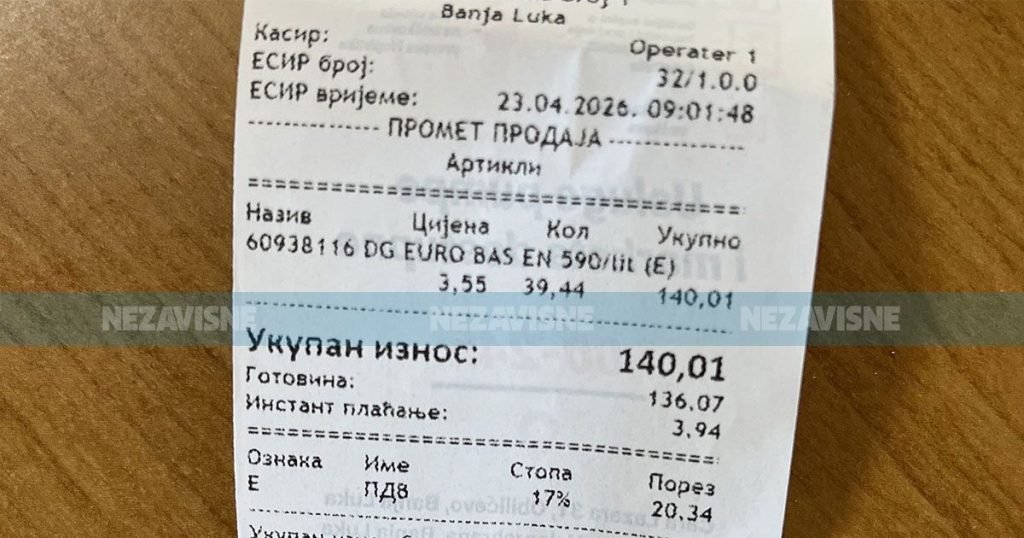 Banja Luka
Касир: Operater 1
ЕСИР број: 32/1.0.0
ЕСИР вријеме: 23.04.2026. 09:01:48
---------------- ПРОМЕТ ПРОДАЈА ----------------
Артикли
================================================
Назив Цијена Кол Укупно
60938116 DG EURO BAS EN 590/lit (E)
3,55 39,44 140,01
NEZAVISNE NEZAVISNE NEZAVISNE
Укупан износ: 140,01
Готовина: 136,07
Инстант плаћање: 3,94
================================================
Ознака Име Стопа Порез
E ПДВ 17% 20,34